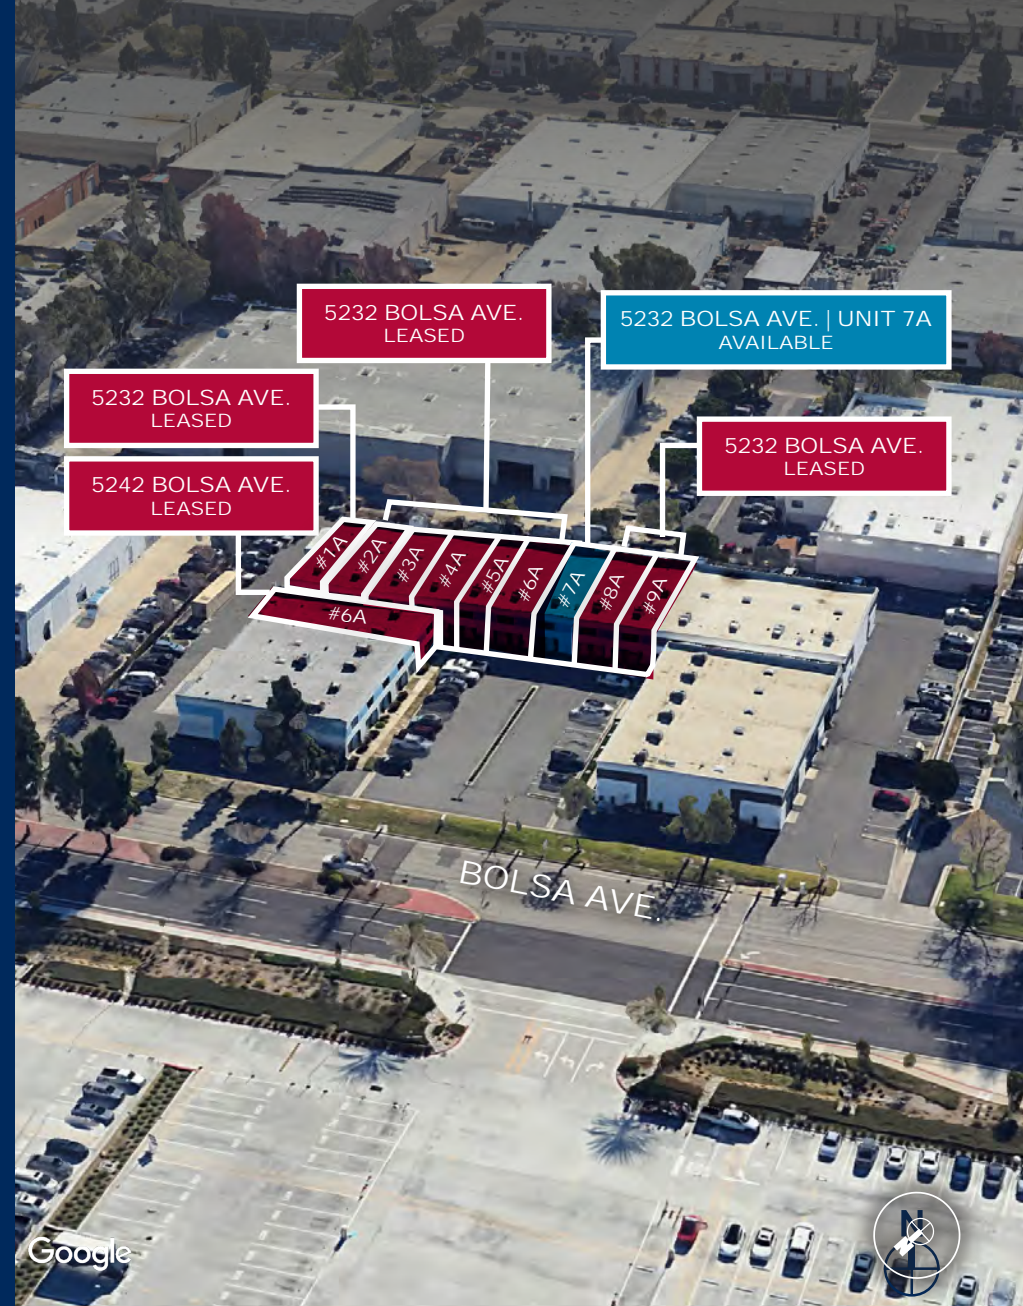 5232 BOLSA AVE.
LEASED
5232 BOLSA AVE. | UNIT 7A
AVAILABLE
5232 BOLSA AVE.
LEASED
5232 BOLSA AVE.
LEASED
5242 BOLSA AVE.
LEASED
#1A
#2A
#3A
#4A
#5A
#6A
#7A
#8A
#9A
#6A
BOLSA AVE.
N
Google